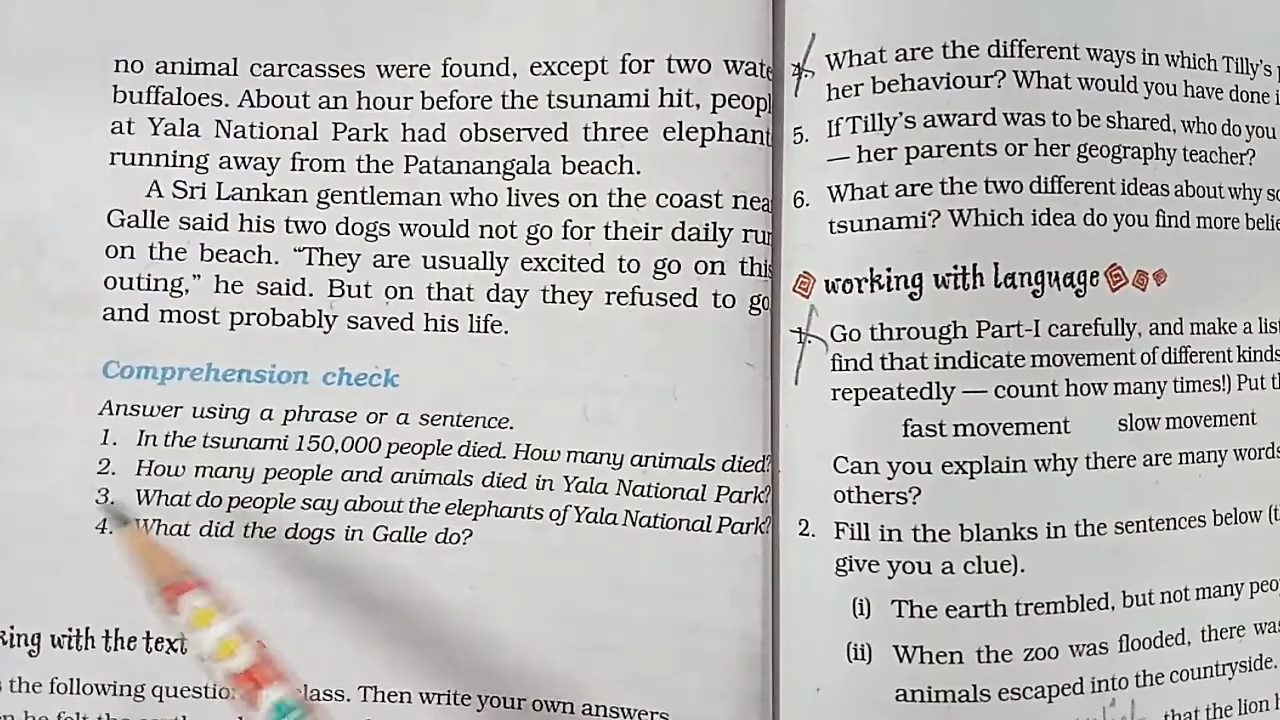 no animal carcasses were found, except for two
buffaloes. About an hour before the tsunami hit,
at Yala National Park had observed three
running away from the Patanangala beach.
A Sri Lankan gentleman who lives on the coast
Galle said his two dogs would not go for their daily
on the beach. “They are usually excited to go on this
outing,” he said. But on that day they refused to go
and most probably saved his life.
Comprehension check
Answer using a phrase or a sentence.
1. In the tsunami 150,000 people died. How many animals died?
2. How many people and animals died in Yala National Park?
3. What do people say about the elephants of Yala National Park?
4. What did the dogs in Galle do?
with the text
the following lass. Then write your own answers
What are the different ways in which Tilly's
her behaviour? What would you have done
5. If Tilly's award was to be shared, who do you
— her parents or her geography teacher?
6. What are the two different ideas about why
tsunami? Which idea do you find more
working with language
1. Go through Part-I carefully, and make a list
find that indicate movement of different kinds
repeatedly — count how many times!) Put
fast movement slow movement
Can you explain why there are many words
others?
2. Fill in the blanks in the sentences below
give you a clue).
(i) The earth trembled, but not many
(ii) When the zoo was flooded, there was
animals escaped into the countryside.
that the lion